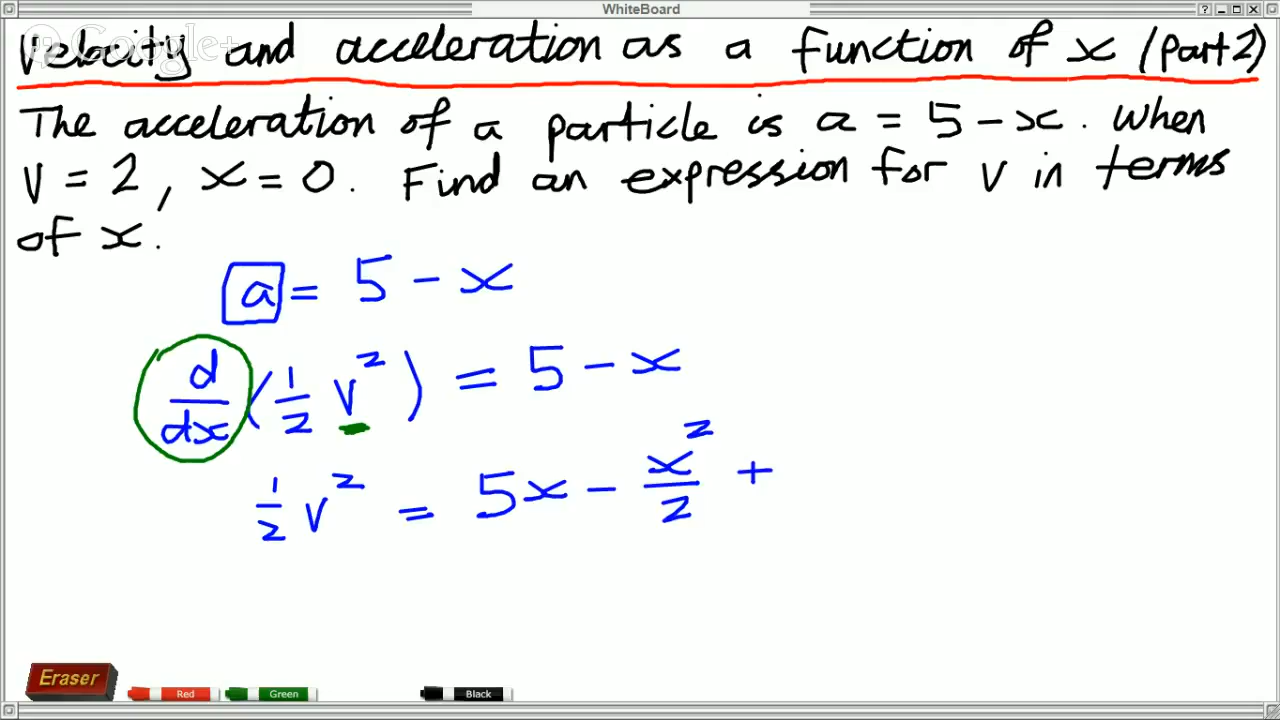 WhiteBoard
Google+
Velocity and acceleration as a function of x (part 2)
The acceleration of a particle is a = 5 - x. When
v = 2, x = 0. Find an expression for v in terms
of x.
a = 5 - x
d/dx (1/2 v²) = 5 - x
1/2 v² = 5x - x²/2 +
Eraser
Red Green Black